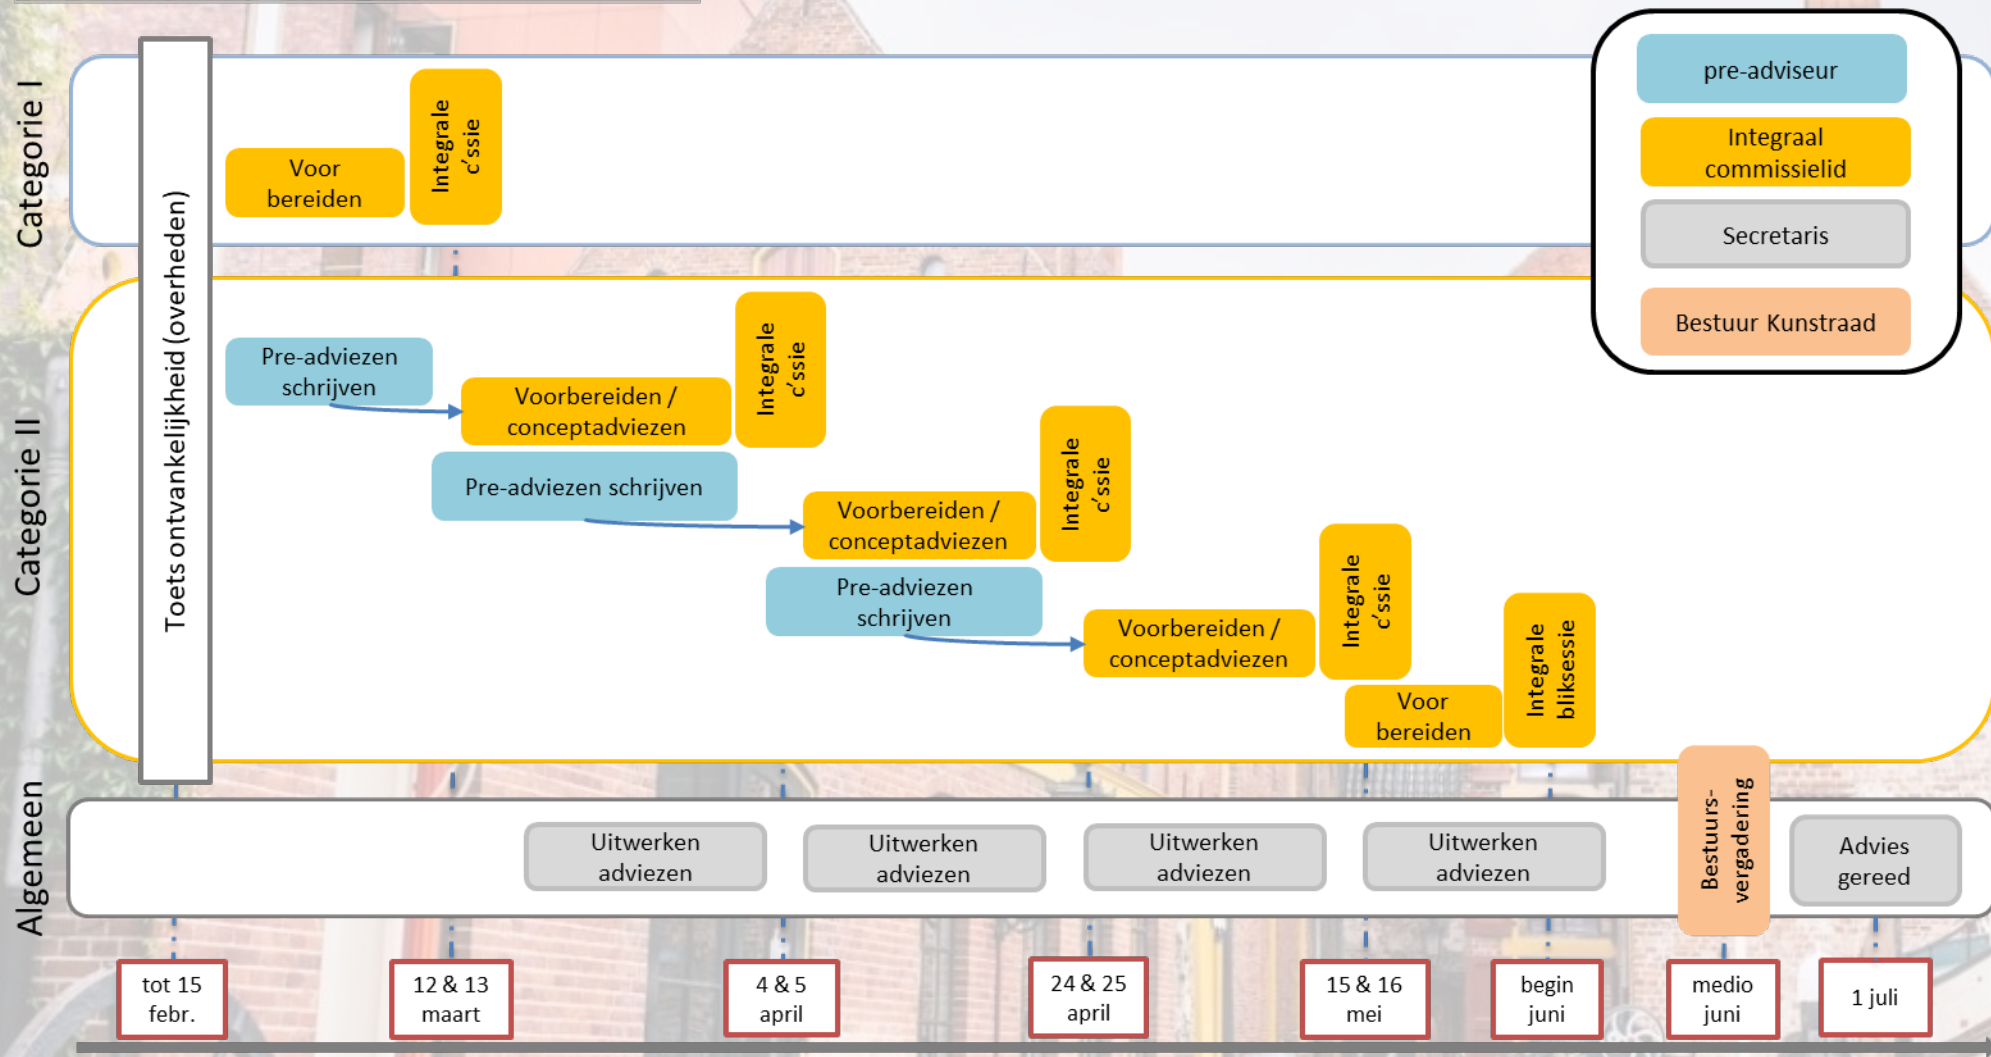 pre-adviseur
Integraal
commissielid
Secretaris
Bestuur Kunstraad
Categorie I
Toets ontvankelijkheid (overheden)
Voor
bereiden
Integrale
c'ssie
Categorie II
Pre-adviezen
schrijven
Voorbereiden /
conceptadviezen
Integrale
c'ssie
Pre-adviezen schrijven
Voorbereiden /
conceptadviezen
Integrale
c'ssie
Pre-adviezen
schrijven
Voorbereiden /
conceptadviezen
Integrale
c'ssie
Voor
bereiden
Integrale
bliksessie
Algemeen
Uitwerken
adviezen
Uitwerken
adviezen
Uitwerken
adviezen
Uitwerken
adviezen
Bestuurs-
vergadering
Advies
gereed
tot 15
febr.
12 & 13
maart
4 & 5
april
24 & 25
april
15 & 16
mei
begin
juni
medio
juni
1 juli